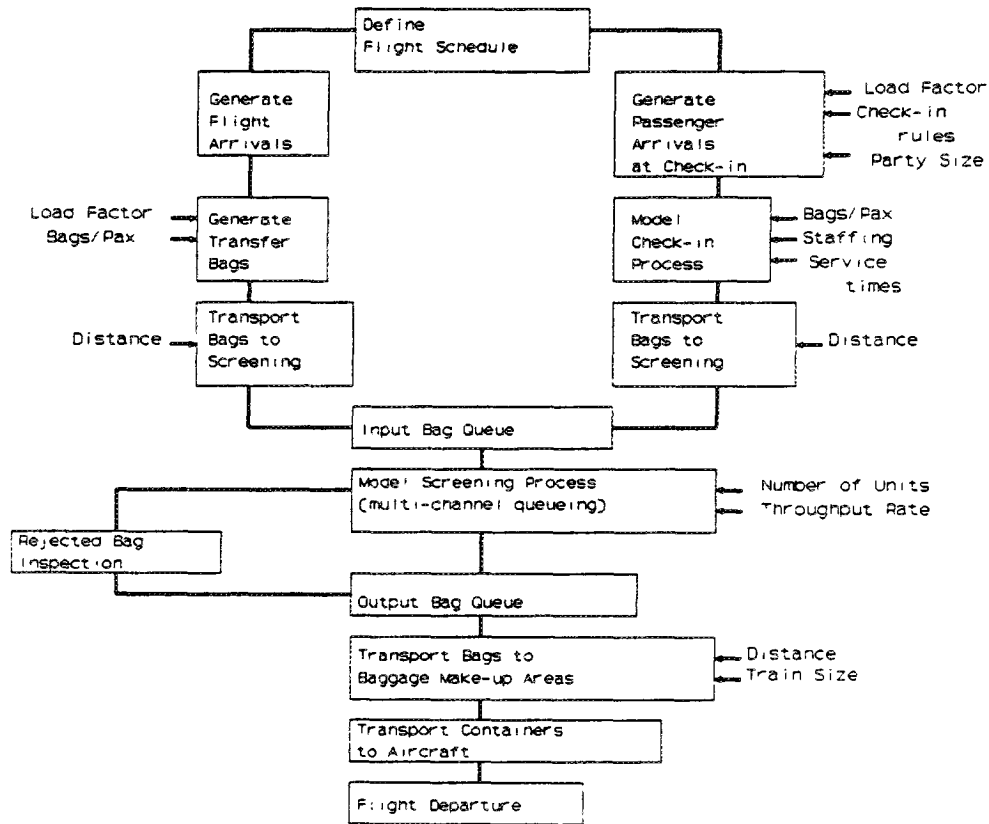 Define
Flight Schedule
Generate
Flight
Arrivals
Generate
Passenger
Arrivals
at Check-in
Load Factor
Check-in
rules
Party Size
Load Factor
Bags/Pax
Generate
Transfer
Bags
Model
Check-in
Process
Bags/Pax
Staffing
Service
times
Distance
Transport
Bags to
Screening
Transport
Bags to
Screening
Distance
Input Bag Queue
Model Screening Process
(multi-channel queueing)
Number of Units
Throughput Rate
Rejected Bag
Inspection
Output Bag Queue
Transport Bags to
Baggage Make-up Areas
Distance
Train Size
Transport Containers
to Aircraft
Flight Departure